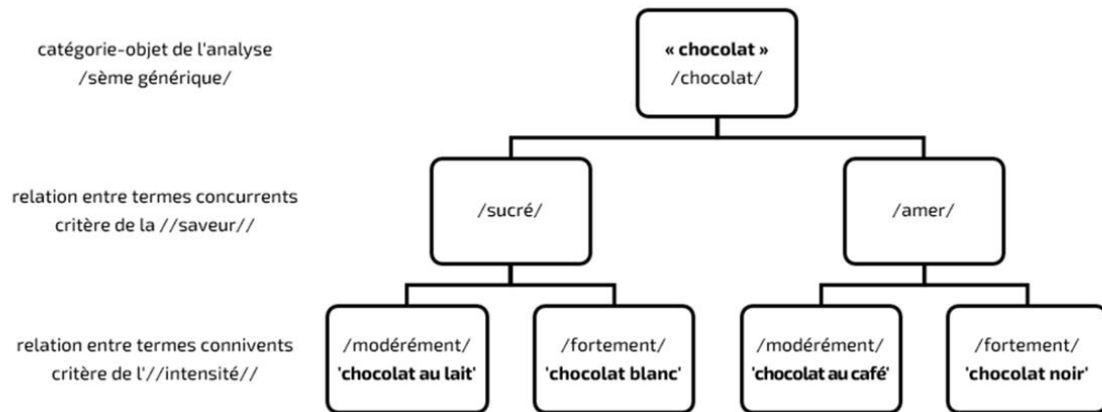 catégorie-objet de l'analyse
/sème générique/
« chocolat »
/chocolat/
relation entre termes concurrents
critère de la //saveur//
/sucré/
/amer/
relation entre termes connivents
critère de l'//intensité//
/modérément/
'chocolat au lait'
/fortement/
'chocolat blanc'
/modérément/
'chocolat au café'
/fortement/
'chocolat noir'